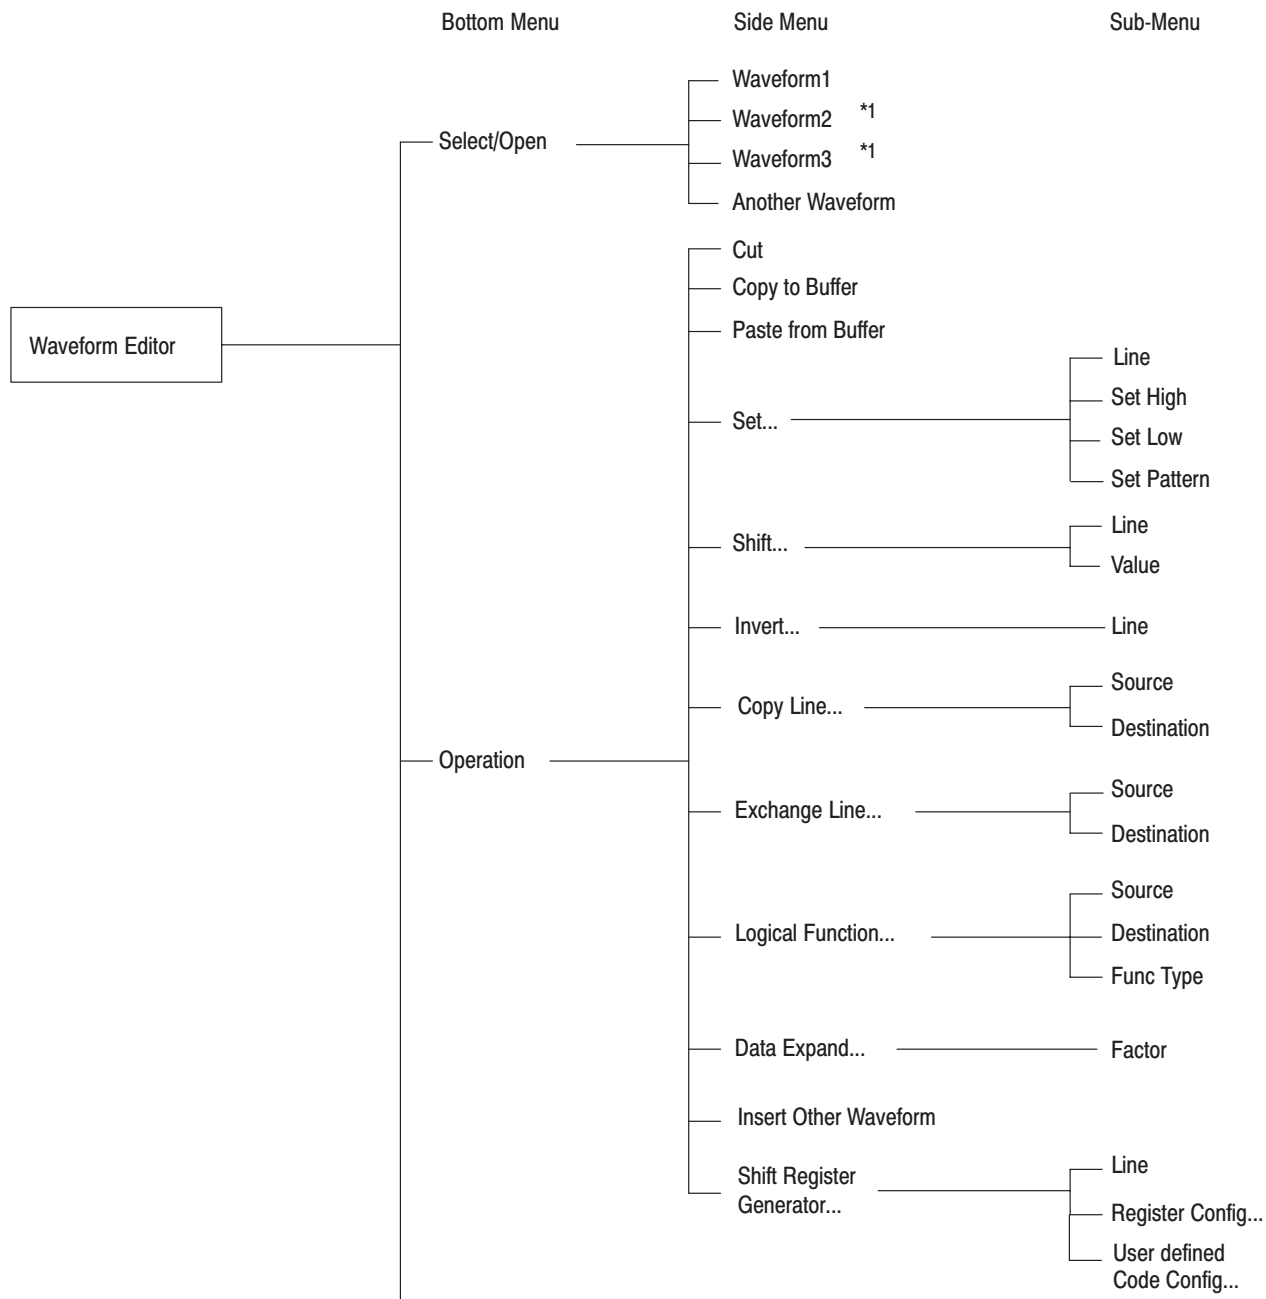 Bottom Menu Side Menu Sub-Menu
Waveform1
Waveform2 *1
Select/Open
Waveform3 *1
Another Waveform
Cut
Copy to Buffer
Paste from Buffer
Waveform Editor
Line
Set High
Set...
Set Low
Set Pattern
Line
Shift...
Value
Invert... Line
Source
Copy Line...
Destination
Operation
Source
Exchange Line...
Destination
Source
Logical Function... Destination
Func Type
Data Expand... Factor
Insert Other Waveform
Line
Shift Register
Generator...
Register Config...
User defined
Code Config...